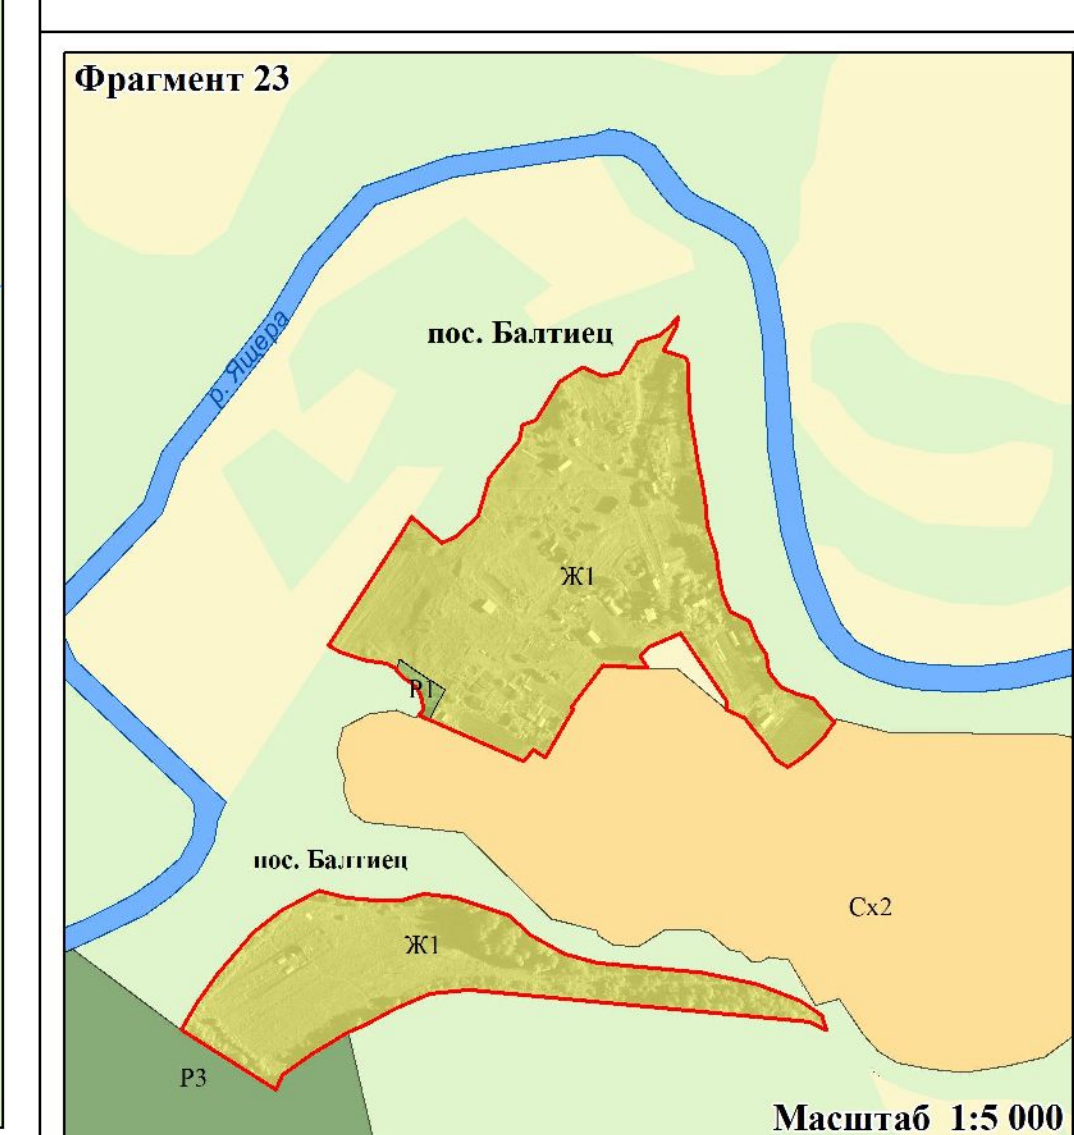 Фрагмент 23
р. Ящера
пос. Балтиец
Ж1
Р1
пос. Балтиец
Сх2
Ж1
Р3
Масштаб 1:5 000